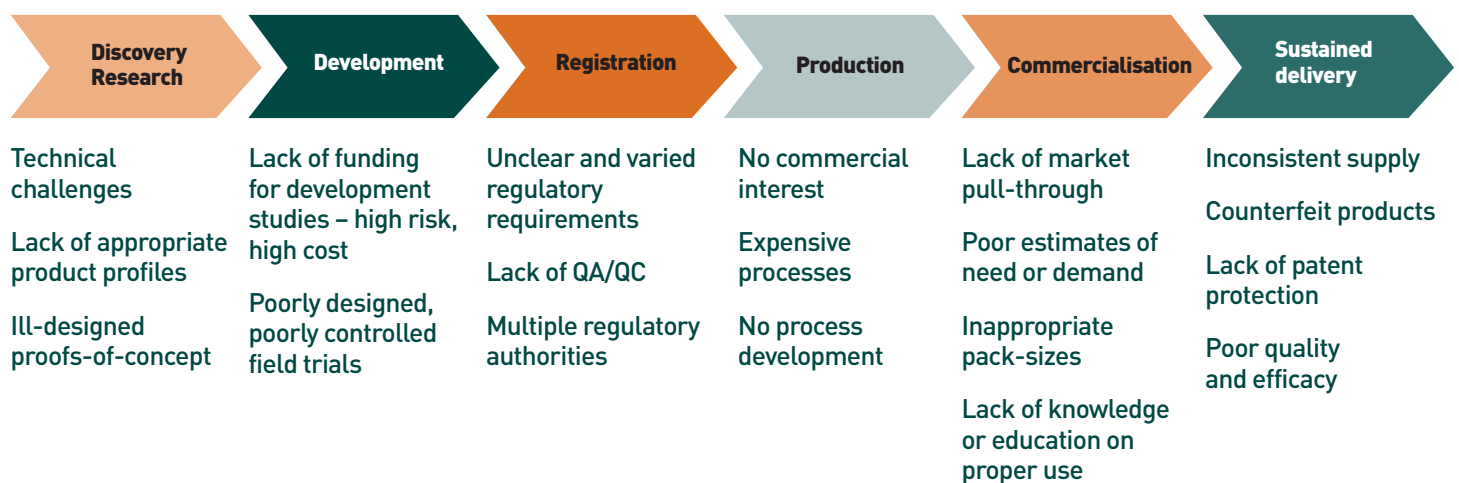 Discovery
Research
Development
Registration
Production
Commercialisation
Sustained
delivery
Technical
challenges
Lack of appropriate
product profiles
Ill-designed
proofs-of-concept
Lack of funding
for development
studies – high risk,
high cost
Poorly designed,
poorly controlled
field trials
Unclear and varied
regulatory
requirements
Lack of QA/QC
Multiple regulatory
authorities
No commercial
interest
Expensive
processes
No process
development
Lack of market
pull-through
Poor estimates of
need or demand
Inappropriate
pack-sizes
Lack of knowledge
or education on
proper use
Inconsistent supply
Counterfeit products
Lack of patent
protection
Poor quality
and efficacy